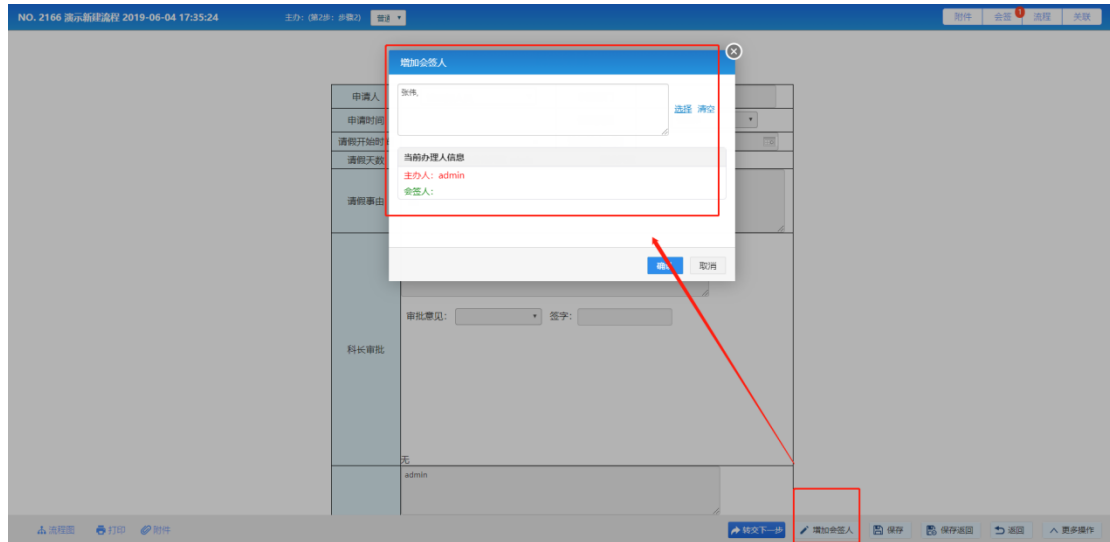 NO. 2166 演示新建流程 2019-06-04 17:35:24 主办: (第2步: 步骤2) 普通 附件 会签 1 流程 关联
增加会签人
张伟,
选择 清空
当前办理人信息
主办人: admin
会签人:
取消
申请人
申请时间
请假开始时
请假天数
请假事由
审批意见: 签字:
科长审批
无
admin
流程图 打印 附件 转交下一步 增加会签人 保存 保存返回 返回 更多操作